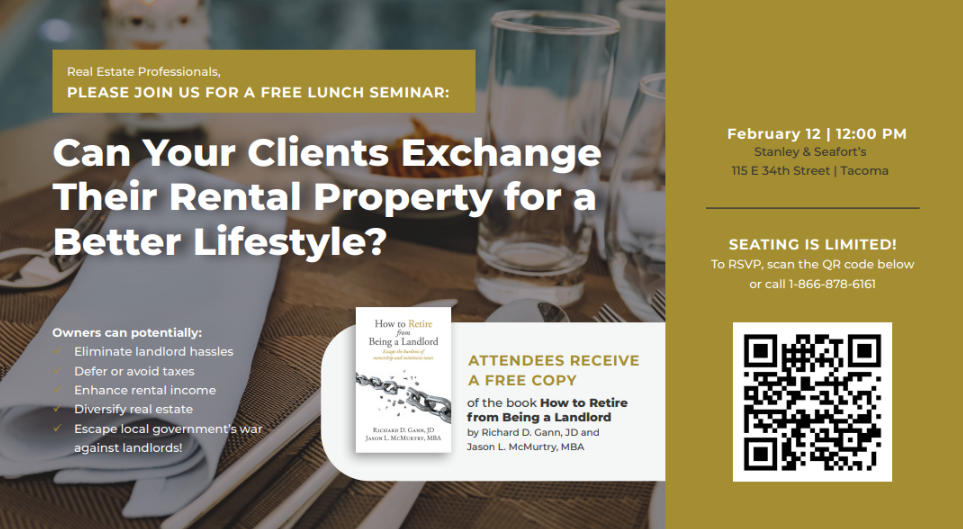 Real Estate Professionals,
PLEASE JOIN US FOR A FREE LUNCH SEMINAR:
Can Your Clients Exchange
Their Rental Property for a
Better Lifestyle?
Owners can potentially:
✓ Eliminate landlord hassles
✓ Defer or avoid taxes
✓ Enhance rental income
✓ Diversify real estate
✓ Escape local government's war
against landlords!
How to Retire
from
Being a Landlord
Escape the burdens of
ownership and minimize taxes
RICHARD D. GANN, JD
JASON L. MCMURTRY, MBA
ATTENDEES RECEIVE
A FREE COPY
of the book How to Retire
from Being a Landlord
by Richard D. Gann, JD and
Jason L. McMurtry, MBA
February 12 | 12:00 PM
Stanley & Seafort's
115 E 34th Street | Tacoma
SEATING IS LIMITED!
To RSVP, scan the QR code below
or call 1-866-878-6161